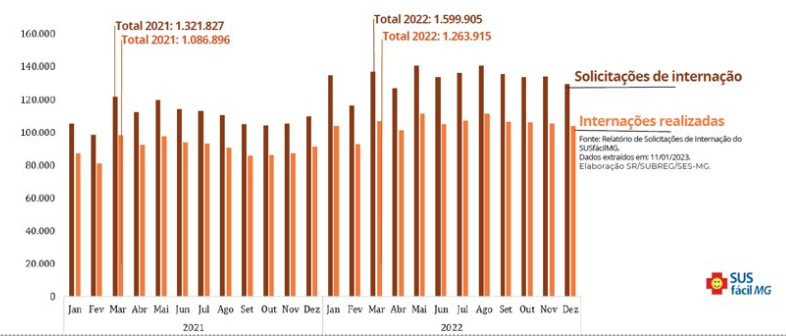 Total 2021: 1.321.827
Total 2021: 1.086,896
Total 2022: 1.599.905
Total 2022: 1.263.915
160.000
140.000
120.000
100.000
80.000
60.000
40.000
20.000
0
Solicitações de internação
Internações realizadas
Fonte: Relatório de Solicitações de Internação do
SUSfácilMG.
Dados extraídos em: 11/01/2023.
Elaboração SR/SUBREG/SES-MG.
SUS
fácil MG
Jan Fev Mar Abr Mai Jun Jul Ago Set Out Nov Dez Jan Fev Mar Abr Mai Jun Jul Ago Set Out Nov Dez
2021 2022